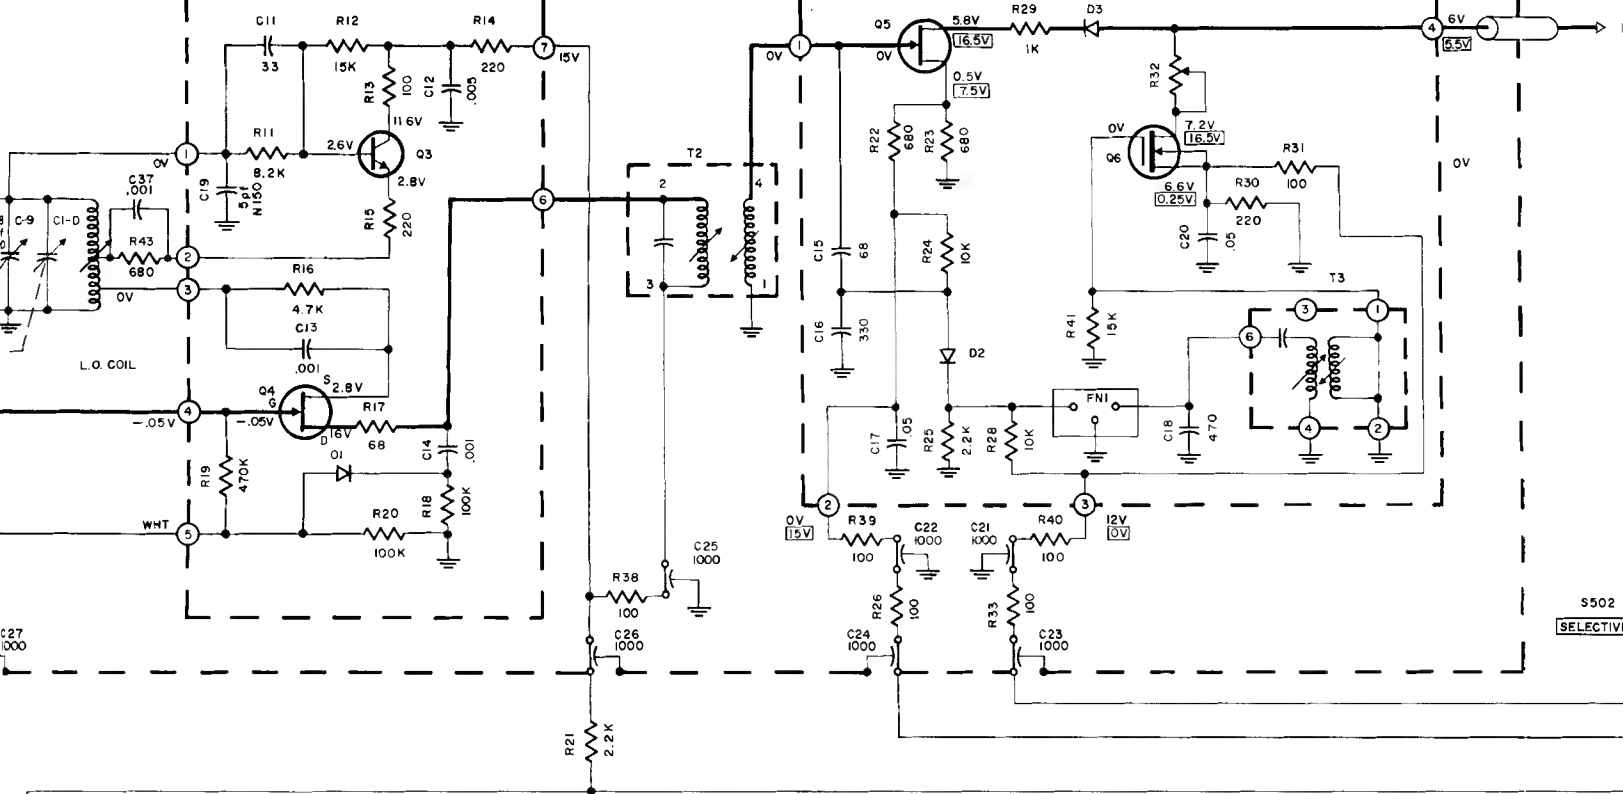 C11
33
R12
15K
R14
220
7
15V
R13
100
C12
.005
11.6V
1
0V
R11
8.2K
2.6V
Q3
2.8V
C19
5pf
N150
R15
220
C37
.001
C-9
C1-D
R43
680
2
3
0V
R16
4.7K
C13
.001
L.O. COIL
4
-.05V
Q4
G
-.05V
S
2.8V
D
16V
R17
68
C14
.001
D1
R19
470K
R18
100K
WHT
5
R20
100K
6
T2
2
4
3
1
C25
1000
R38
100
C26
1000
C27
1000
R21
2.2K
1
0V
Q5
0V
5.8V
16.5V
R29
1K
D3
4
6V
5.5V
0.5V
7.5V
R22
680
R23
680
R32
0V
Q6
7.2V
16.5V
R31
100
0V
6.6V
0.25V
R30
220
C20
.05
C15
68
R24
10K
C16
330
D2
R41
15K
T3
3
1
6
4
2
FN1
C18
470
C17
.05
R25
2.2K
R28
10K
2
0V
15V
R39
100
C22
1000
C21
1000
R40
100
3
12V
0V
R26
100
R33
100
C24
1000
C23
1000
S502